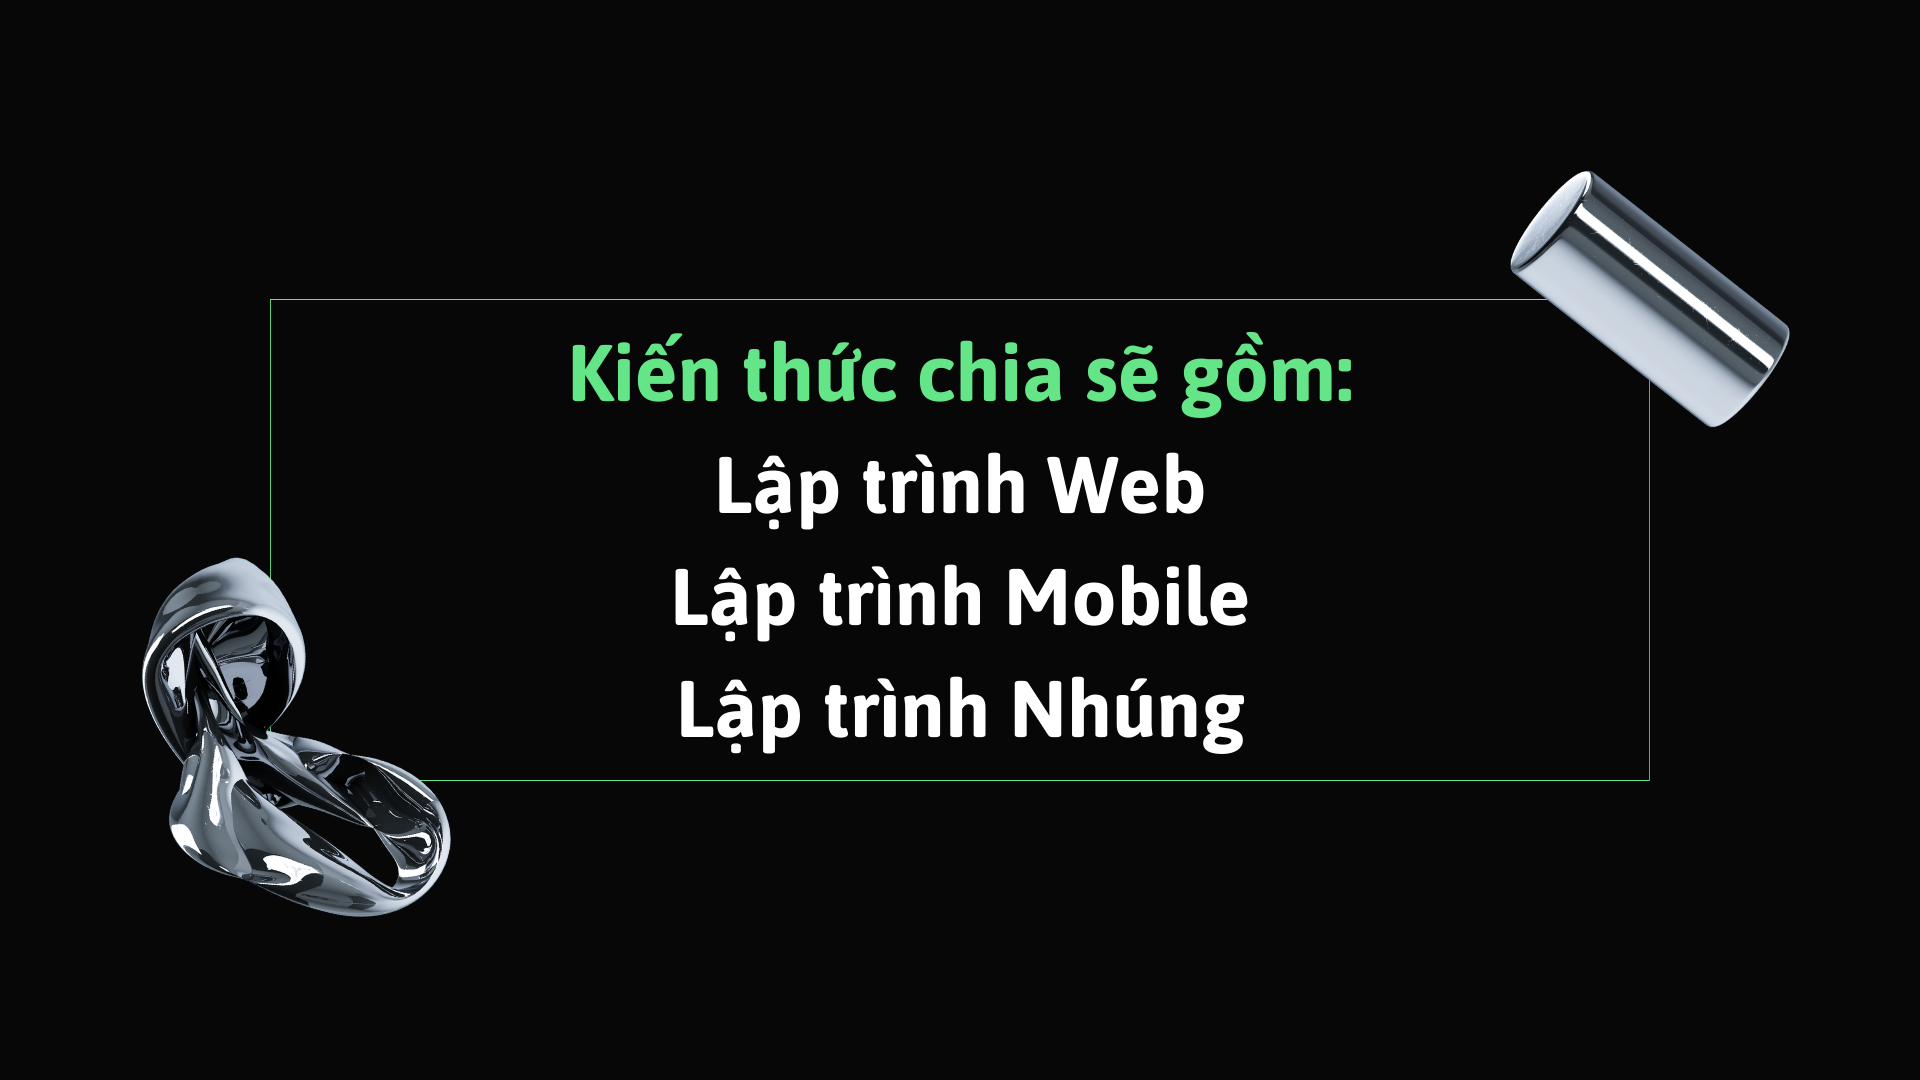 Kiến thức chia sẽ gồm:
Lập trình Web
Lập trình Mobile
Lập trình Nhúng